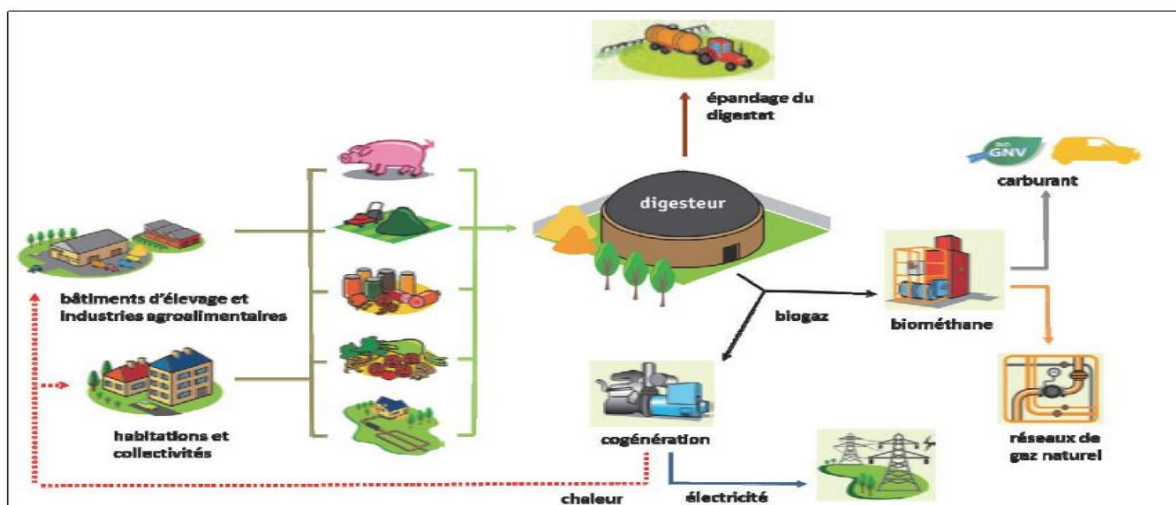 épandage du
digestat
BIO
GNV
carburant
digesteur
bâtiments d'élevage et
industries agroalimentaires
biogaz
biométhane
habitations et
collectivités
cogénération
réseaux de
gaz naturel
chaleur
électricité